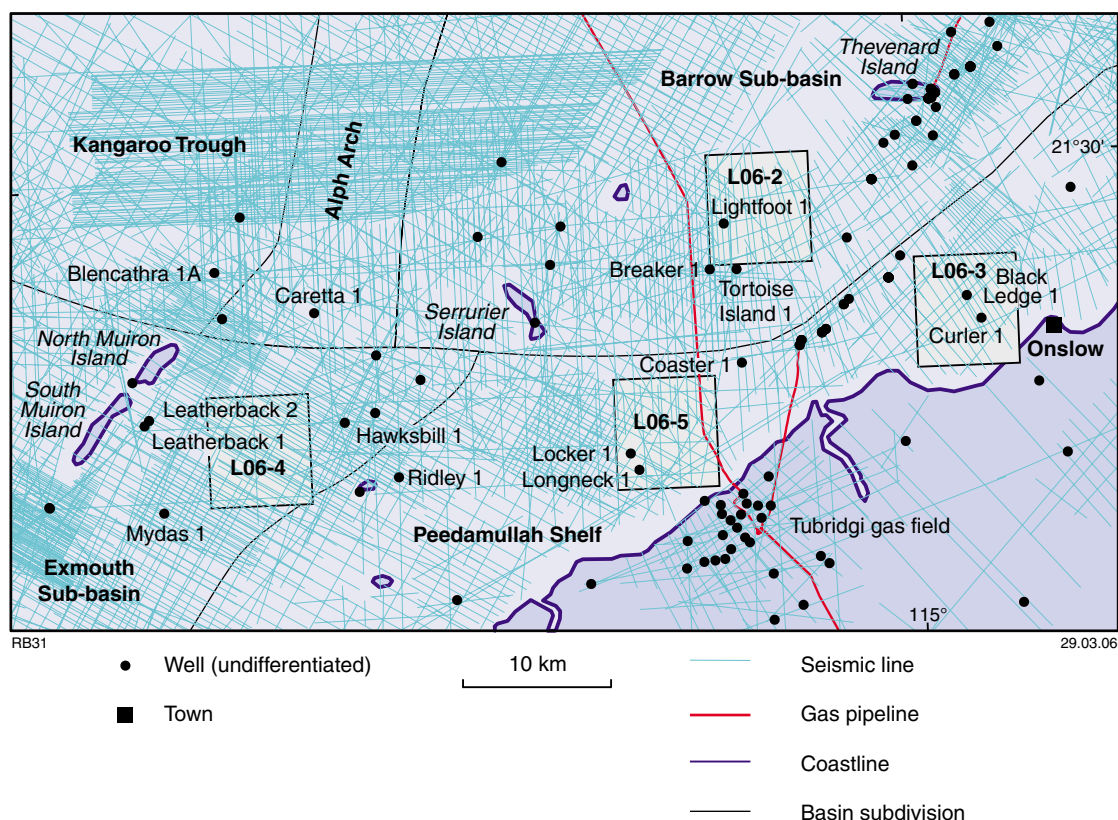 Thevenard
Island
Barrow Sub-basin
Kangaroo Trough
Alph Arch
21°30'
L06-2
Lightfoot 1
Blencathra 1A
Caretta 1
Breaker 1
Tortoise
Island 1
L06-3
Black
Ledge 1
Curler 1
Serrurier
Island
North Muiron
Island
Onslow
Coaster 1
South
Muiron
Island
Leatherback 2
Leatherback 1
L06-4
Hawksbill 1
L06-5
Locker 1
Longneck 1
Ridley 1
Mydas 1
Peedamullah Shelf
Tubridgi gas field
Exmouth
Sub-basin
115°
RB31
29.03.06
Well (undifferentiated)
Town
10 km
Seismic line
Gas pipeline
Coastline
Basin subdivision